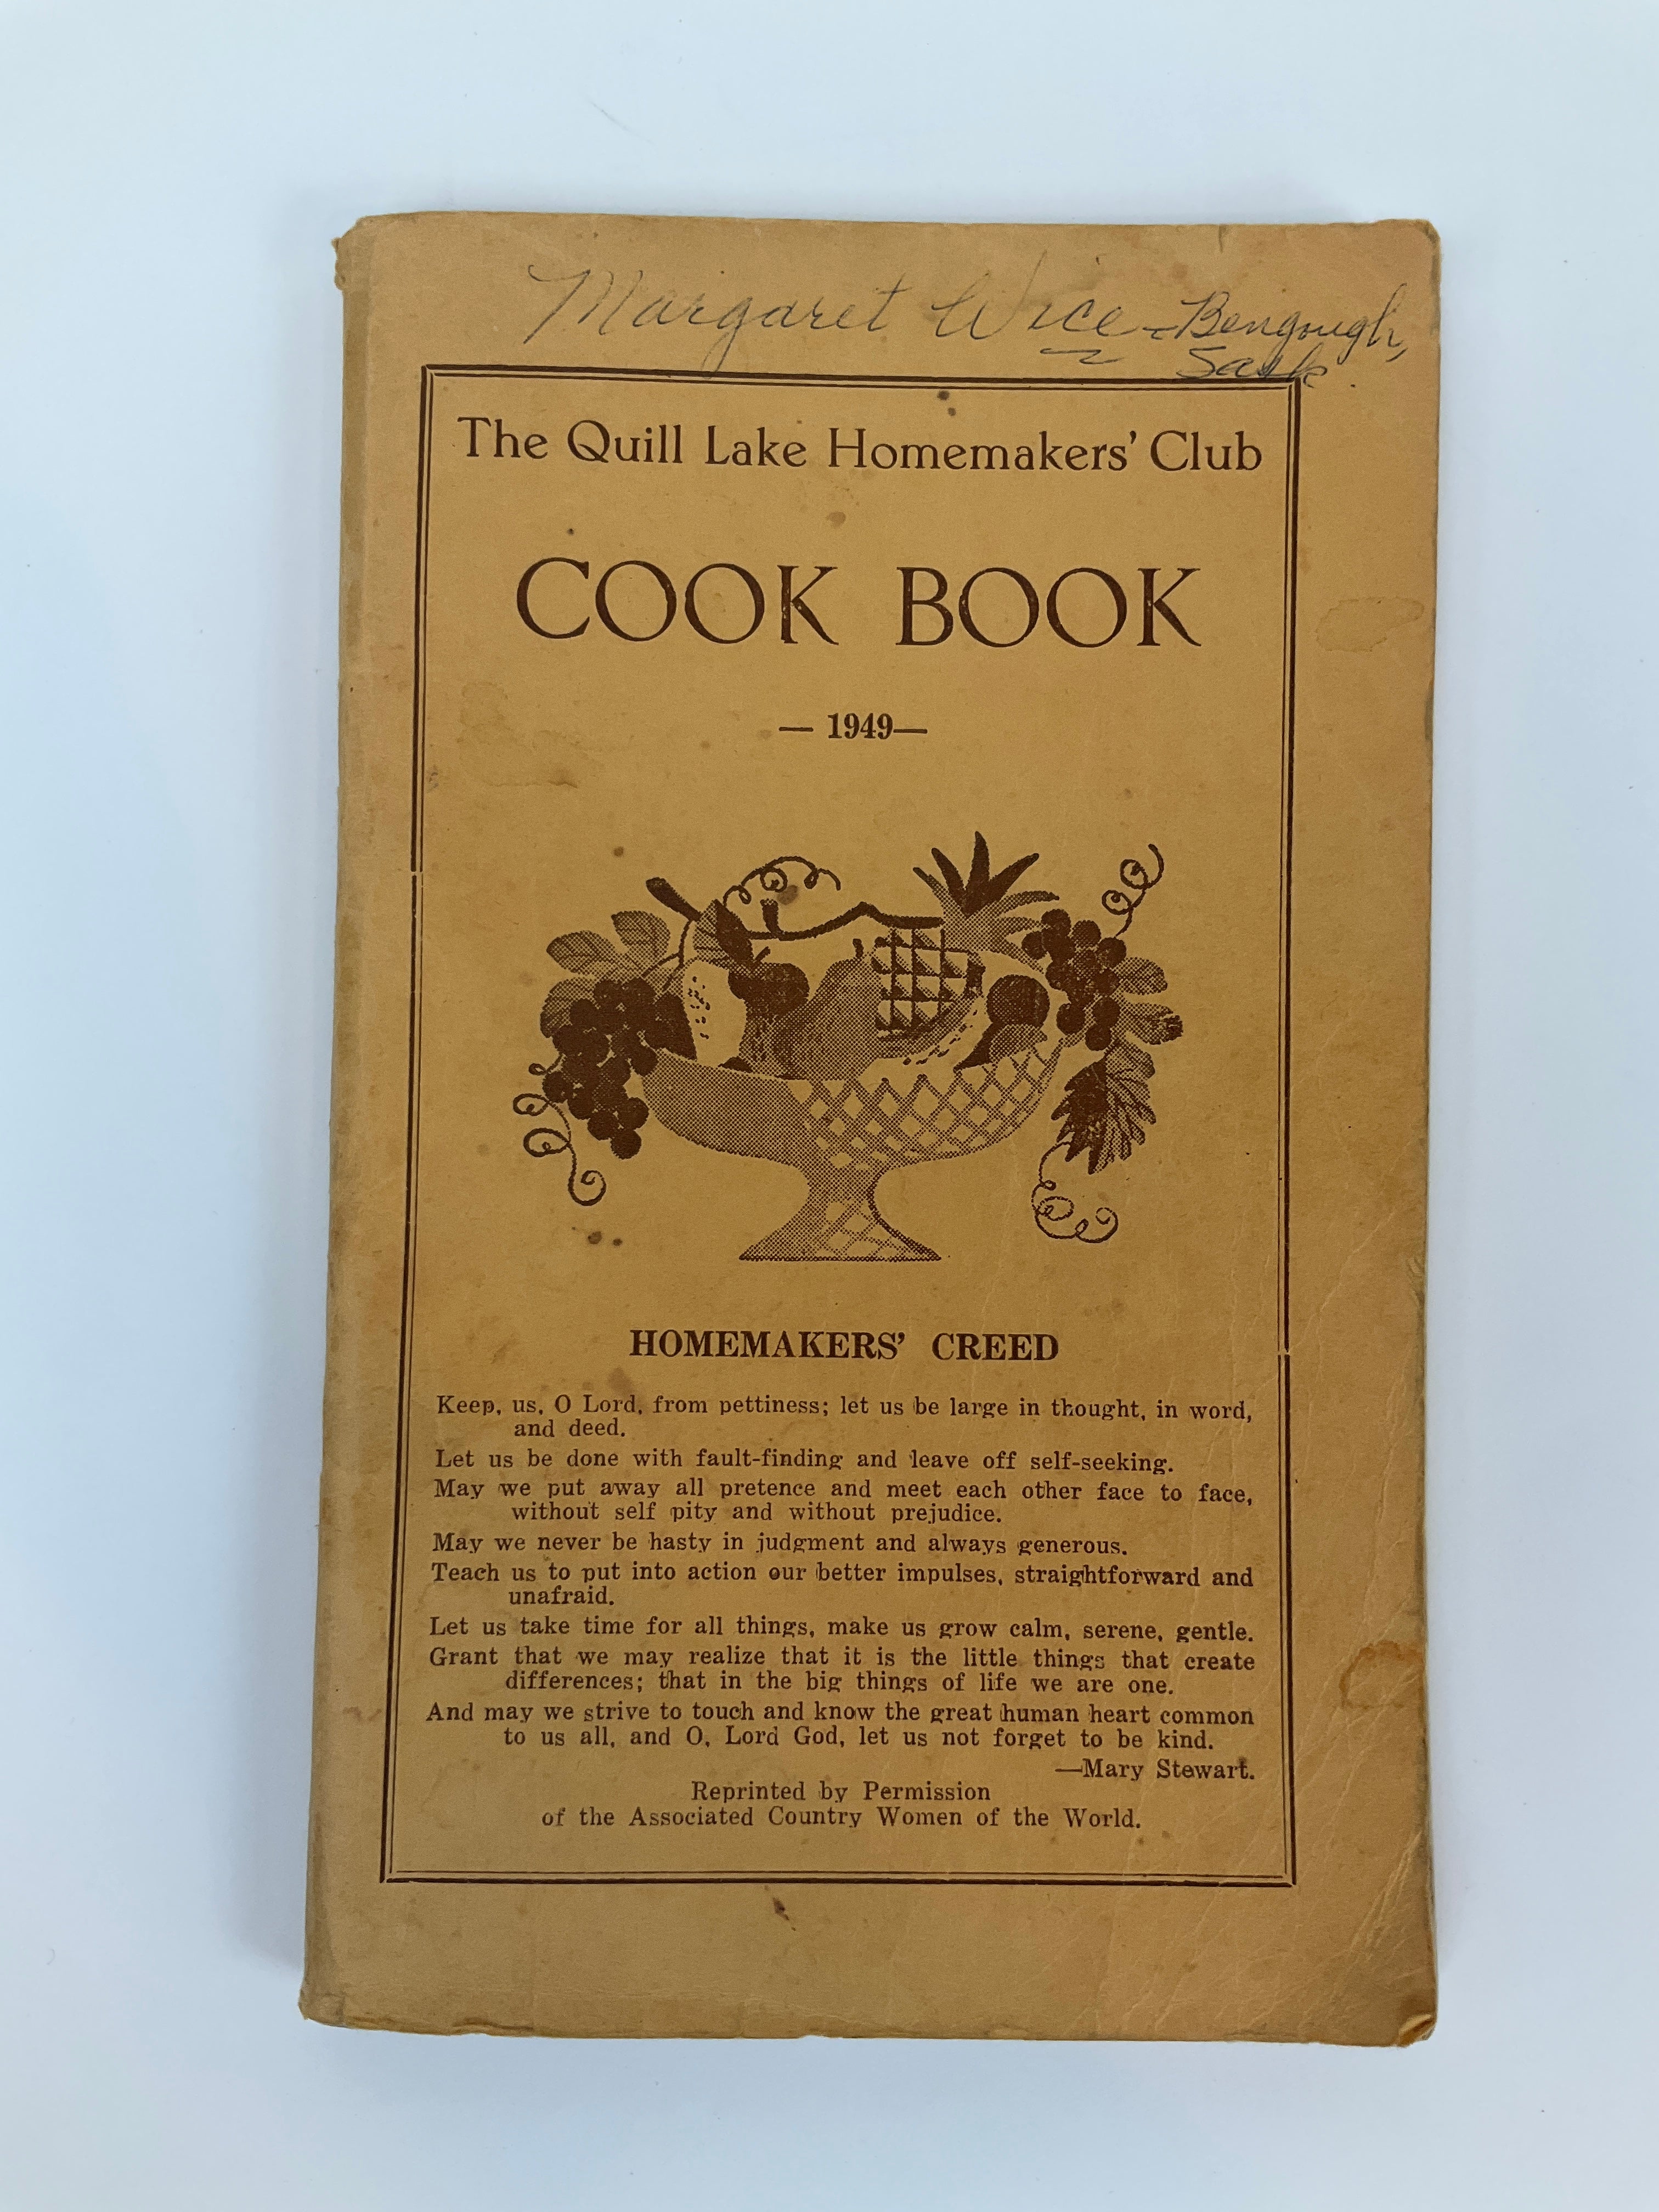 Margaret Wice - Bengough,
Sask.
The Quill Lake Homemakers' Club
COOK BOOK
— 1949—
HOMEMAKERS' CREED
Keep, us, O Lord, from pettiness; let us be large in thought, in word,
and deed.
Let us be done with fault-finding and leave off self-seeking.
May we put away all pretence and meet each other face to face,
without self pity and without prejudice.
May we never be hasty in judgment and always generous.
Teach us to put into action our better impulses, straightforward and
unafraid.
Let us take time for all things, make us grow calm, serene, gentle.
Grant that we may realize that it is the little things that create
differences; that in the big things of life we are one.
And may we strive to touch and know the great human heart common
to us all, and O, Lord God, let us not forget to be kind.
—Mary Stewart.
Reprinted by Permission
of the Associated Country Women of the World.